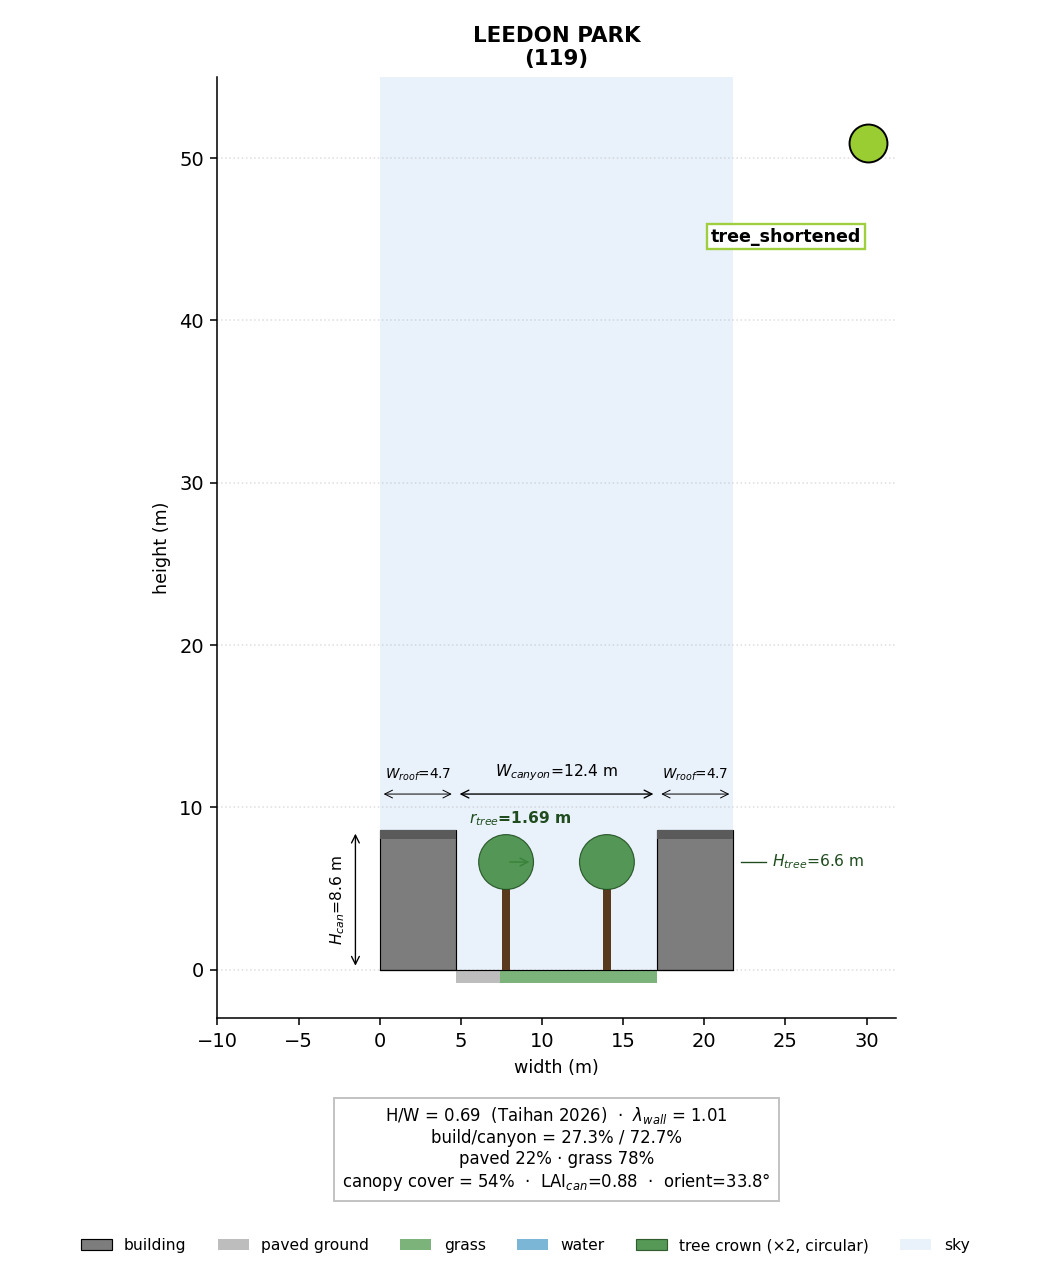 LEEDON PARK
(119)
50
40
30
20
10
0
height (m)
tree_shortened
W_roof=4.7
W_canyon=12.4 m
W_roof=4.7
r_tree=1.69 m
H_can=8.6 m
H_tree=6.6 m
−10 −5 0 5 10 15 20 25 30
width (m)
H/W = 0.69 (Taihan 2026) · λ_wall = 1.01
build/canyon = 27.3% / 72.7%
paved 22% · grass 78%
canopy cover = 54% · LAI_can=0.88 · orient=33.8°
building paved ground grass water tree crown (×2, circular) sky